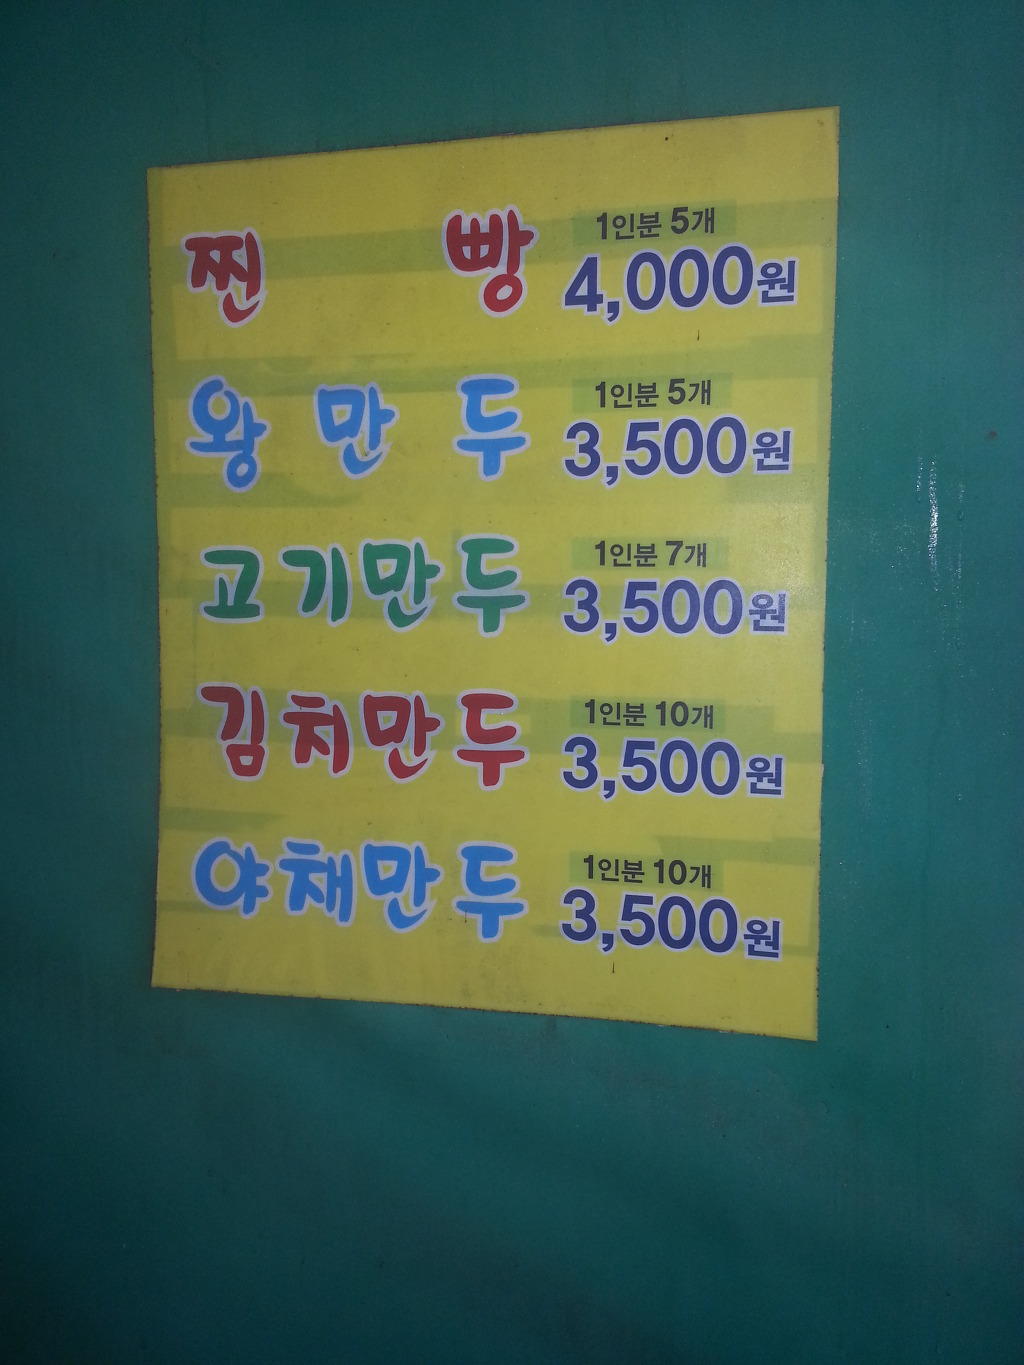 찐빵 1인분 5개
4,000원
왕만두 1인분 5개
3,500원
고기만두 1인분 7개
3,500원
김치만두 1인분 10개
3,500원
야채만두 1인분 10개
3,500원